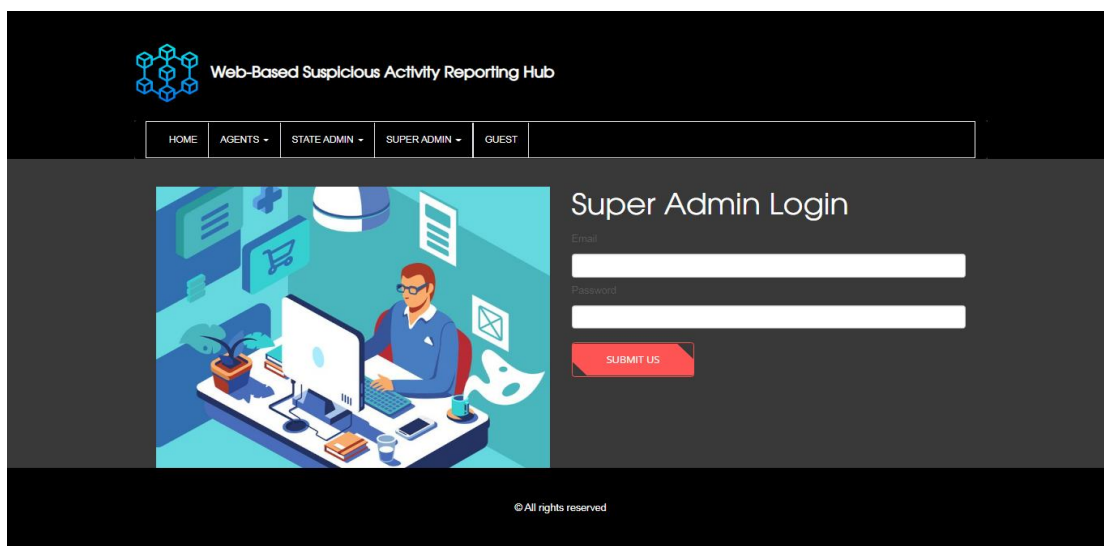 Web-Based Suspicious Activity Reporting Hub
HOME AGENTS STATE ADMIN SUPER ADMIN GUEST
Super Admin Login
Email
Password
SUBMIT US
© All rights reserved